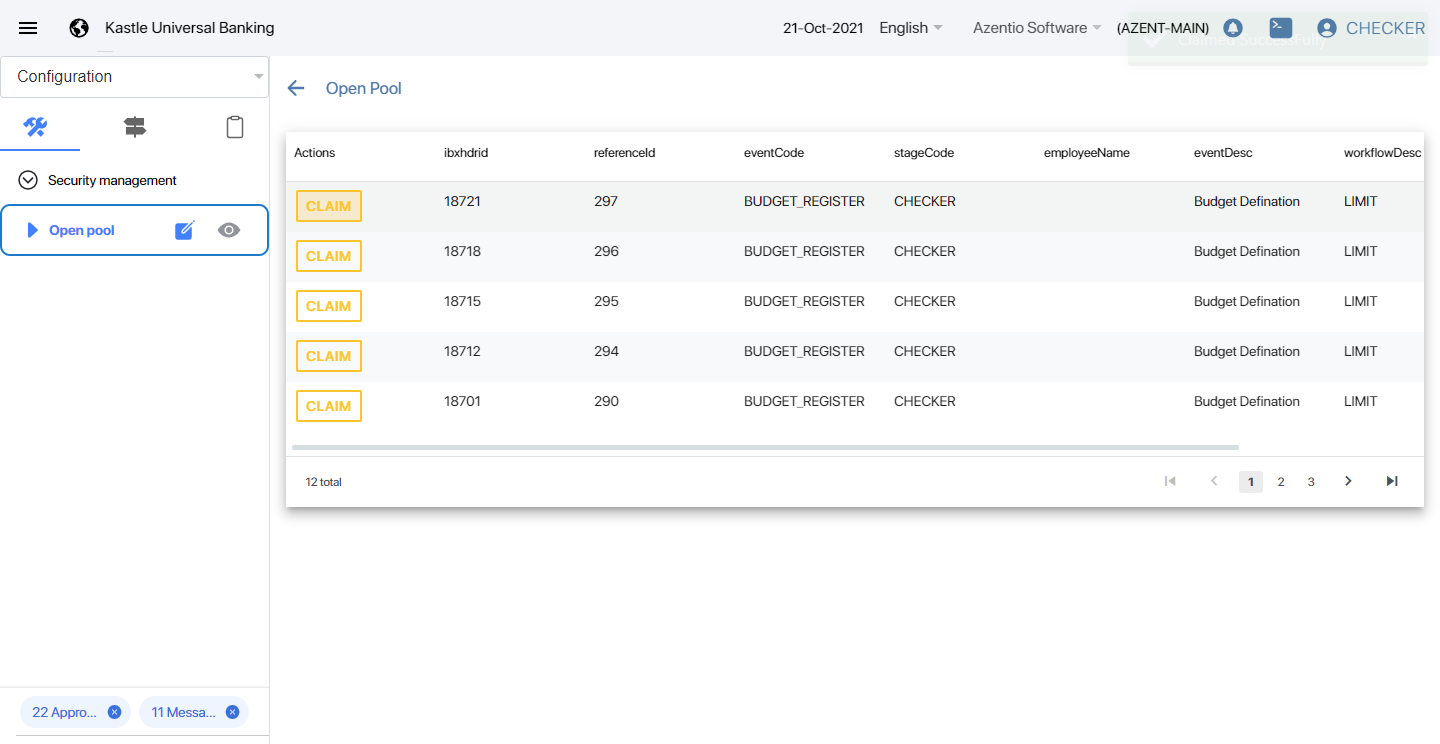 Kastle Universal Banking 21-Oct-2021 English Azentio Software (AZENT-MAIN) CHECKER
Claimed Successfully
Configuration
Open Pool
Security management
Open pool
Actions ibxhdrid referenceId eventCode stageCode employeeName eventDesc workflowDesc
CLAIM 18721 297 BUDGET_REGISTER CHECKER Budget Defination LIMIT
CLAIM 18718 296 BUDGET_REGISTER CHECKER Budget Defination LIMIT
CLAIM 18715 295 BUDGET_REGISTER CHECKER Budget Defination LIMIT
CLAIM 18712 294 BUDGET_REGISTER CHECKER Budget Defination LIMIT
CLAIM 18701 290 BUDGET_REGISTER CHECKER Budget Defination LIMIT
12 total 1 2 3
22 Appro... 11 Messa...